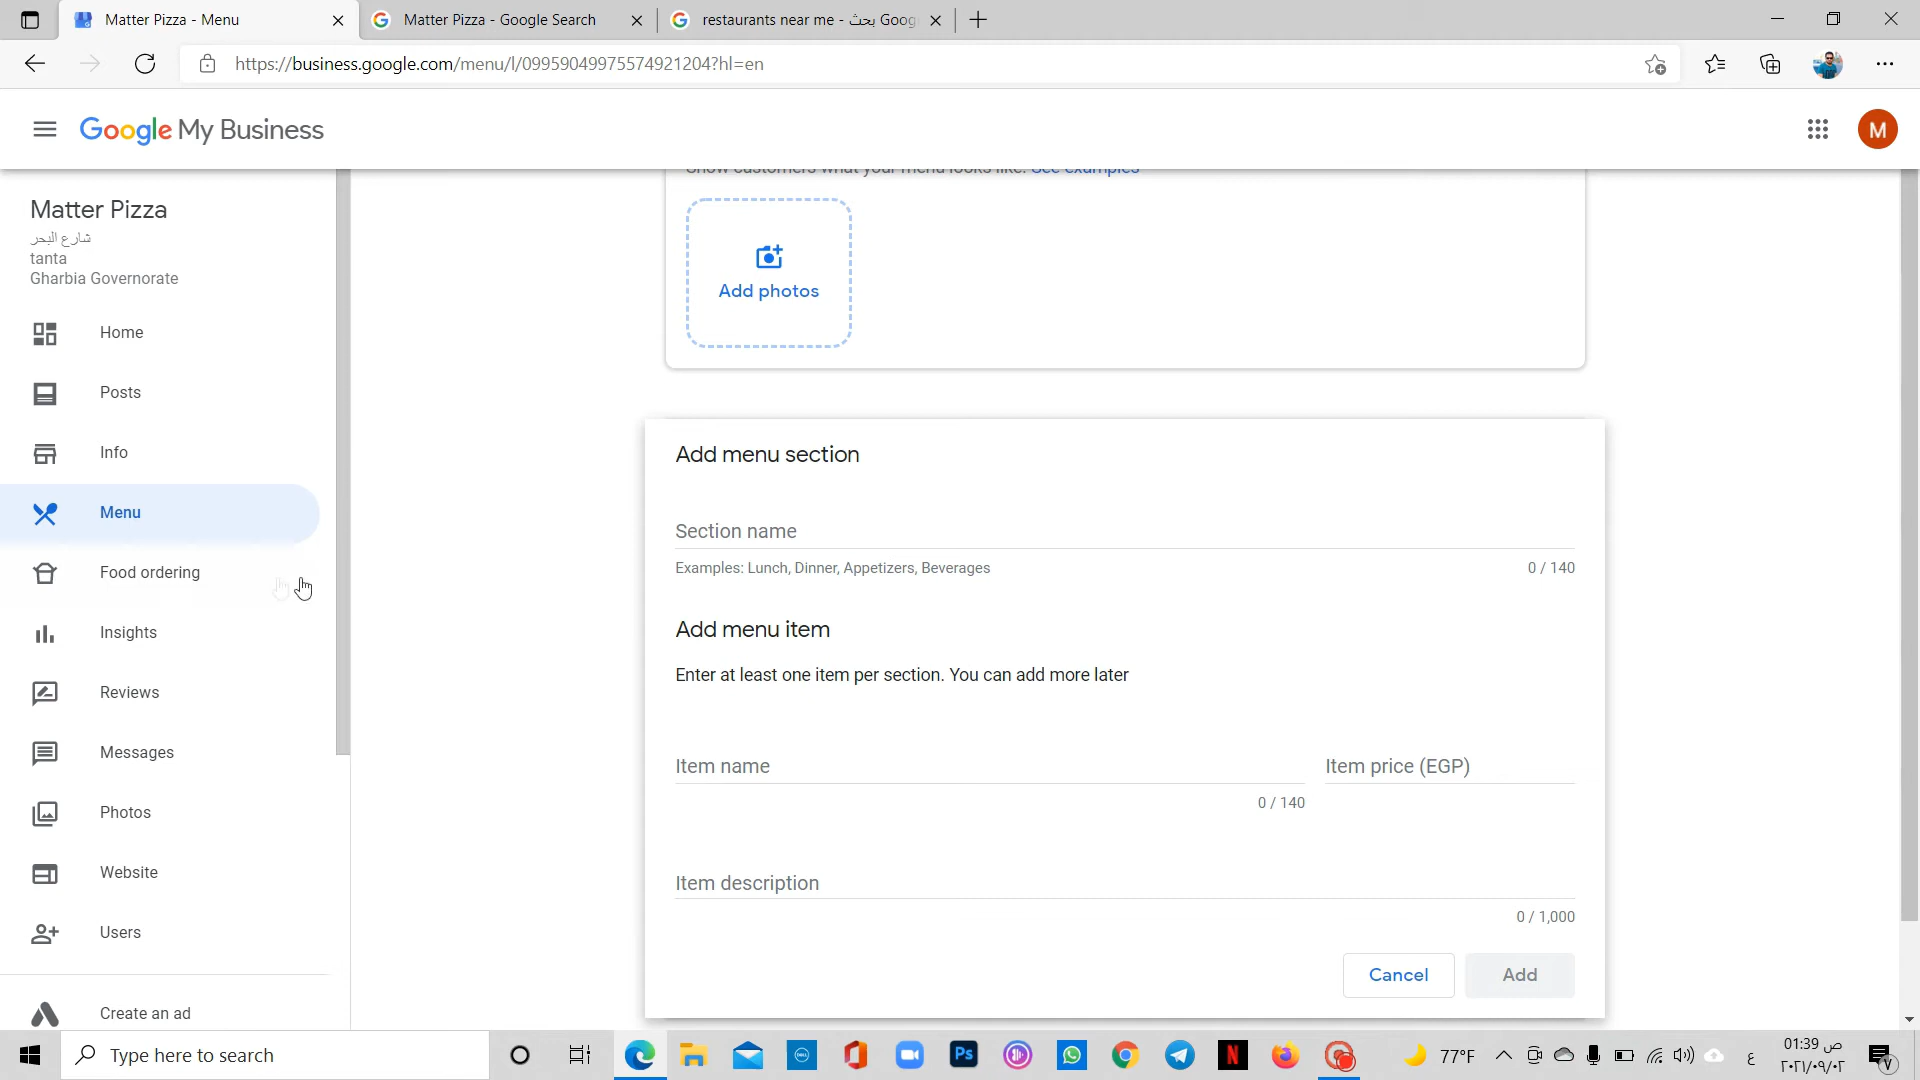 Matter Pizza - Menu
Matter Pizza - Google Search
restaurants near me - بحث Goog
https://business.google.com/menu/l/09959049975574921204?hl=en
Google My Business
M
Matter Pizza
شارع البحر
tanta
Gharbia Governorate
Home
Posts
Info
Menu
Food ordering
Insights
Reviews
Messages
Photos
Website
Users
Create an ad
Show customers what your menu looks like. See examples
Add photos
Add menu section
Section name
Examples: Lunch, Dinner, Appetizers, Beverages
0 / 140
Add menu item
Enter at least one item per section. You can add more later
Item name
Item price (EGP)
0 / 140
Item description
0 / 1,000
Cancel
Add
Type here to search
DELL
Ps
N
77°F
ع
01:39 ص
٢٠٢١/٠٩/٠٢
٧